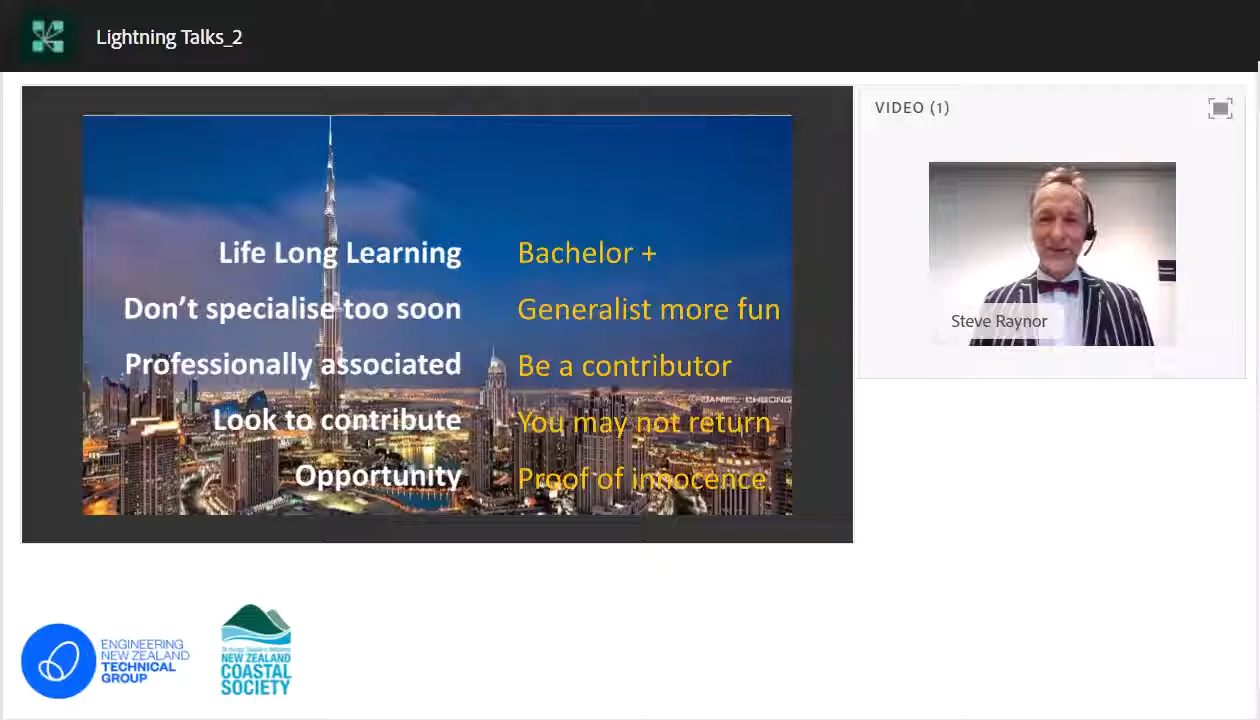 Lightning Talks_2
VIDEO (1)
Life Long Learning Bachelor +
Don't specialise too soon Generalist more fun
Professionally associated Be a contributor
DANIEL CHEONG
Look to contribute You may not return
Opportunity Proof of innocence
Steve Raynor
ENGINEERING
NEW ZEALAND
TECHNICAL
GROUP
NEW ZEALAND
COASTAL
SOCIETY